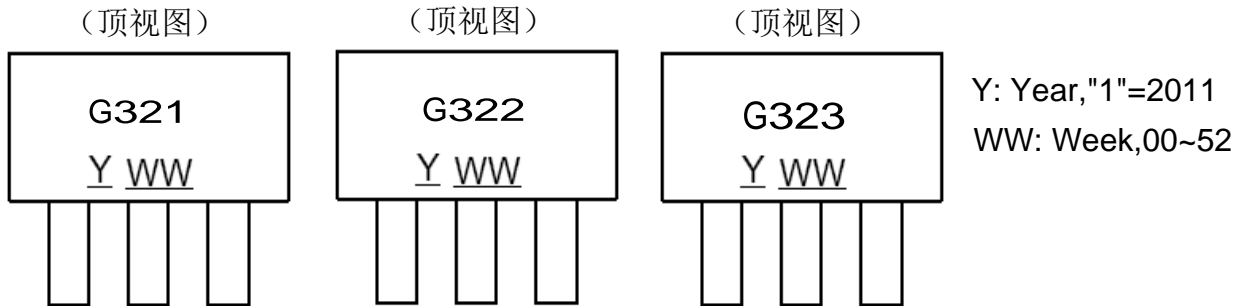 （顶视图） （顶视图） （顶视图）
G321 G322 G323
Y WW Y WW Y WW
Y: Year,"1"=2011
WW: Week,00~52